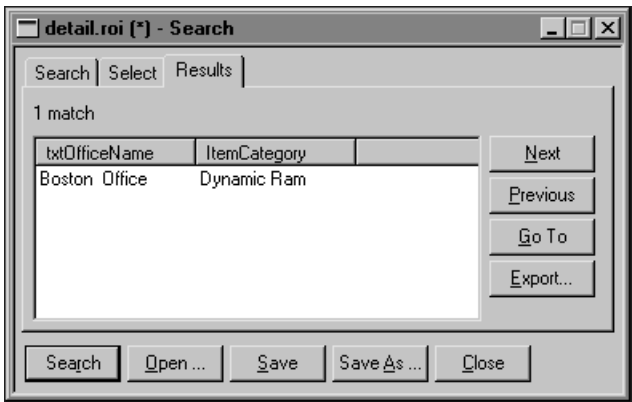 detail.roi (*) - Search
Search Select Results
1 match
txtOfficeName ItemCategory
Boston Office Dynamic Ram
Next
Previous
Go To
Export...
Search Open ... Save Save As ... Close